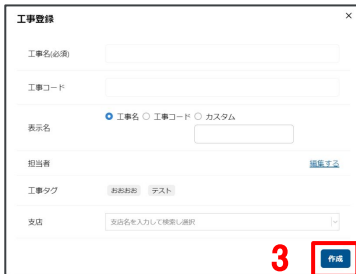 工事登録 ×
工事名(必須)
工事コード
表示名 工事名 工事コード カスタム
担当者 編集する
工事タグ おおおお テスト
支店 支店名を入力して検索し選択
3 作成